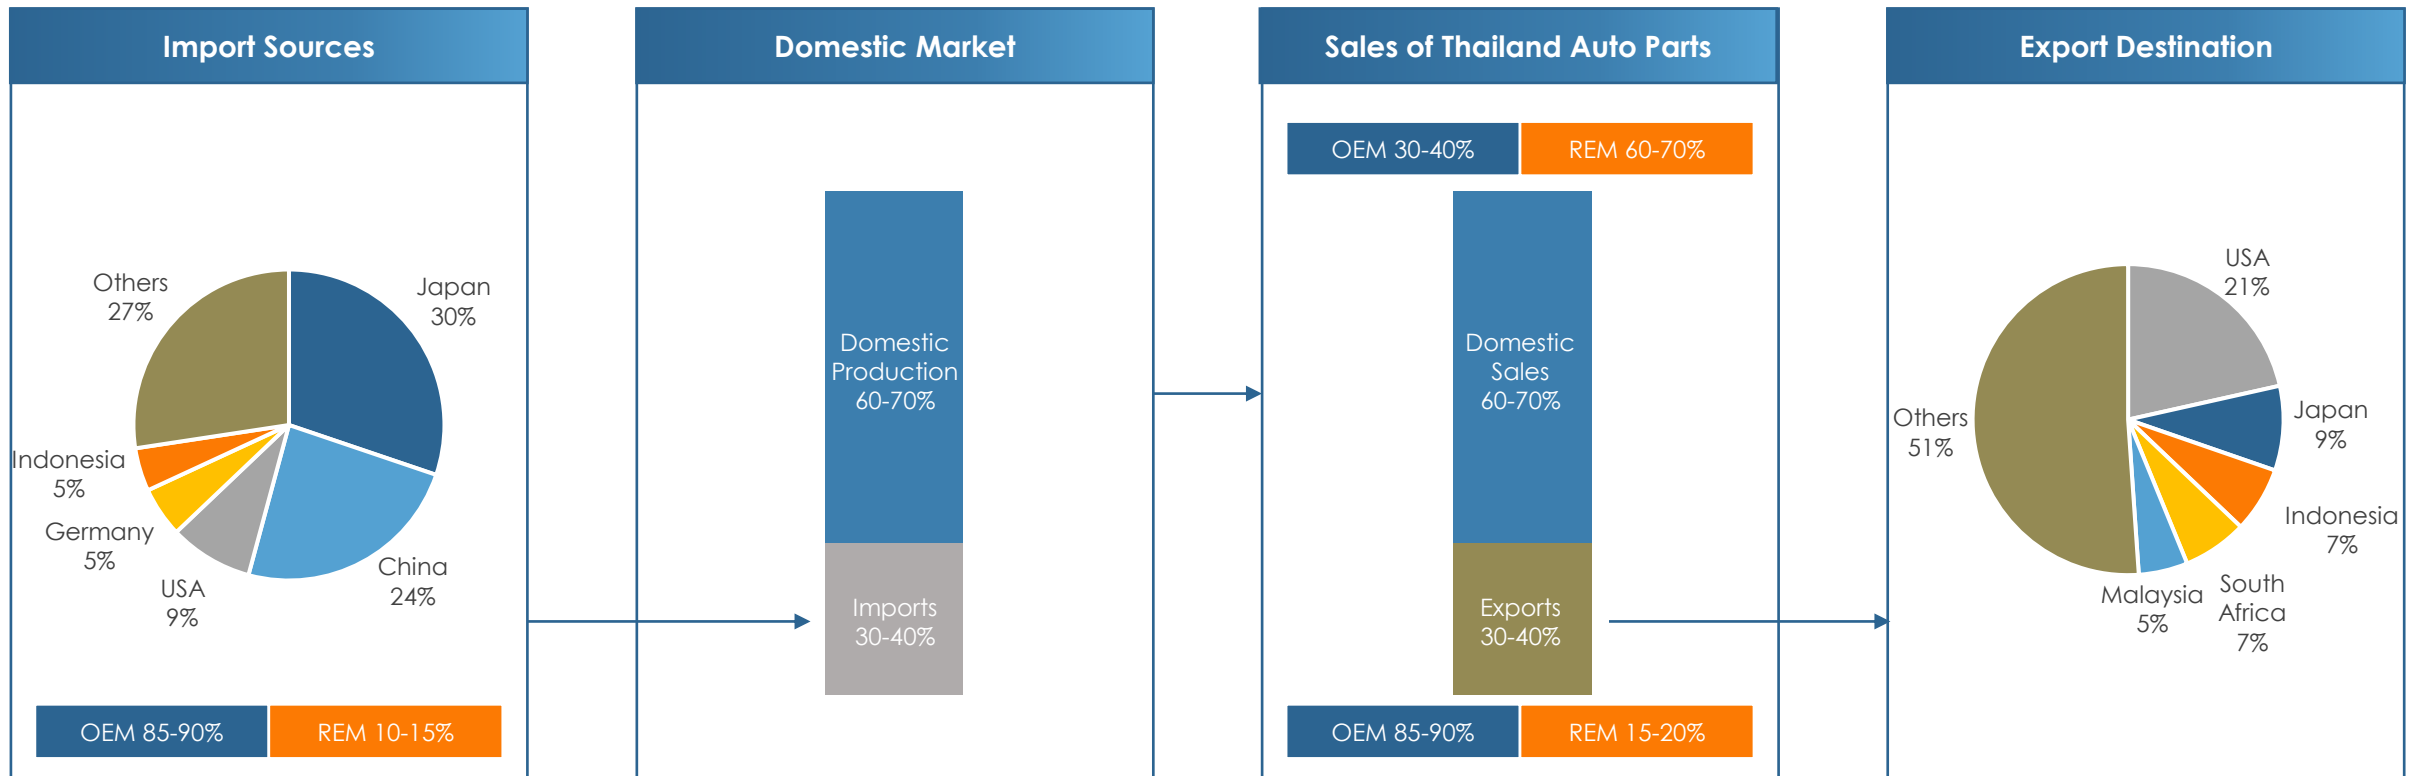 Import Sources
Others
27%
Japan
30%
Indonesia
5%
Germany
5%
USA
9%
China
24%
OEM 85-90%
REM 10-15%
Domestic Market
Domestic
Production
60-70%
Imports
30-40%
Sales of Thailand Auto Parts
OEM 30-40%
REM 60-70%
Domestic
Sales
60-70%
Exports
30-40%
OEM 85-90%
REM 15-20%
Export Destination
USA
21%
Others
51%
Japan
9%
Indonesia
7%
Malaysia
5%
South
Africa
7%